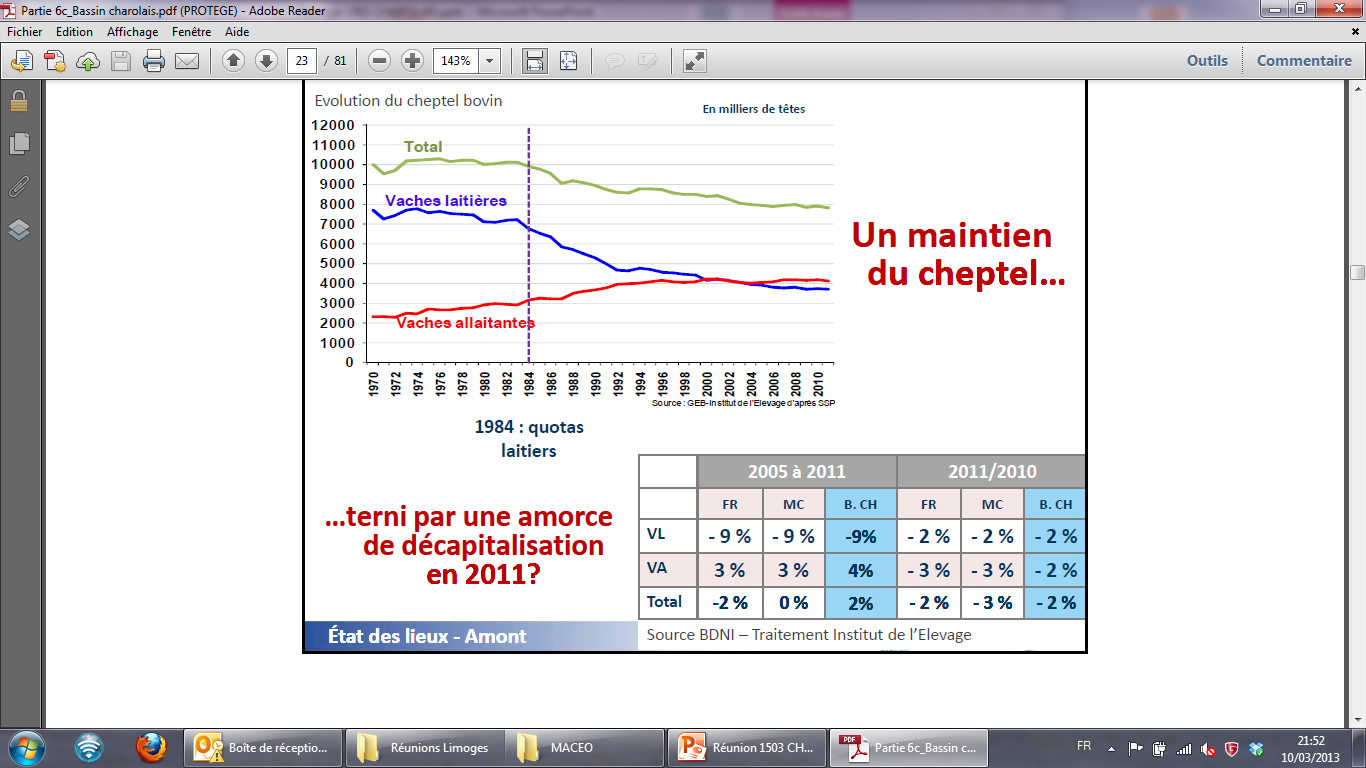 Partie 6c_Bassin charolais.pdf (PROTEGE) - Adobe Reader
Fichier Edition Affichage Fenêtre Aide
23 / 81 143% Outils Commentaire
Evolution du cheptel bovin
En milliers de têtes
12000
11000
10000
9000
8000
7000
6000
5000
4000
3000
2000
1000
0
Total
Vaches laitières
Vaches allaitantes
1970 1972 1974 1976 1978 1980 1982 1984 1986 1988 1990 1992 1994 1996 1998 2000 2002 2004 2006 2008 2010
Source : GEB-Institut de l'Elevage d'après SSP
Un maintien
du cheptel...
1984 : quotas
laitiers
...terni par une amorce
de décapitalisation
en 2011?
2005 à 2011 2011/2010
FR MC B. CH FR MC B. CH
VL - 9 % - 9 % -9% - 2 % - 2 % - 2 %
VA 3 % 3 % 4% - 3 % - 3 % - 2 %
Total -2 % 0 % 2% - 2 % - 3 % - 2 %
État des lieux - Amont
Source BDNI – Traitement Institut de l'Elevage
Boîte de réceptio... Réunions Limoges MACEO Réunion 1503 CH... Partie 6c_Bassin c...
FR
21:52
10/03/2013